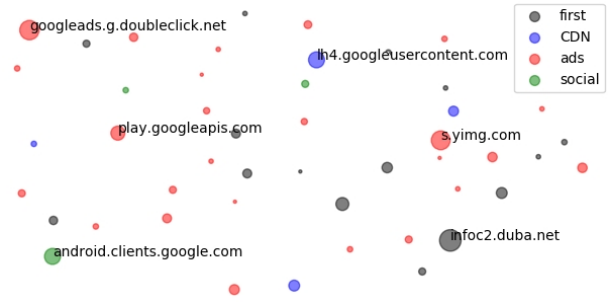 googleads.g.doubleclick.net
lh4.googleusercontent.com
first
CDN
ads
social
play.googleapis.com
s.yimg.com
android.clients.google.com
infoc2.duba.net